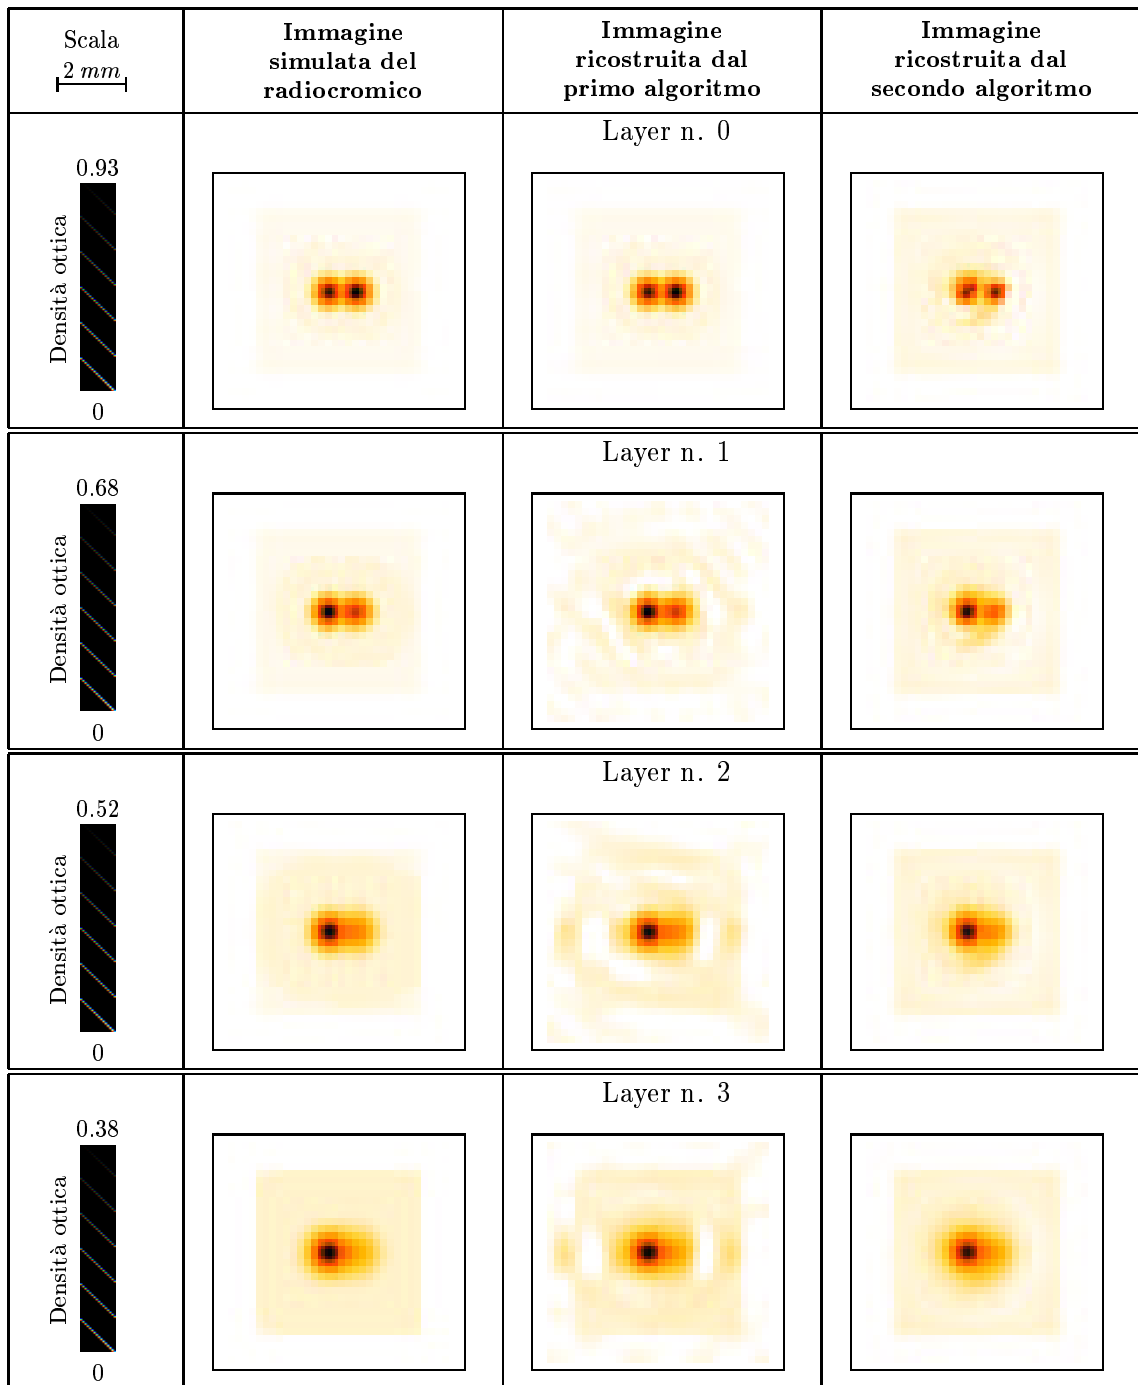 Scala
2 mm
Immagine
simulata del
radiocromico
Immagine
ricostruita dal
primo algoritmo
Immagine
ricostruita dal
secondo algoritmo
Layer n. 0
0.93
Densità ottica
0
Layer n. 1
0.68
Densità ottica
0
Layer n. 2
0.52
Densità ottica
0
Layer n. 3
0.38
Densità ottica
0